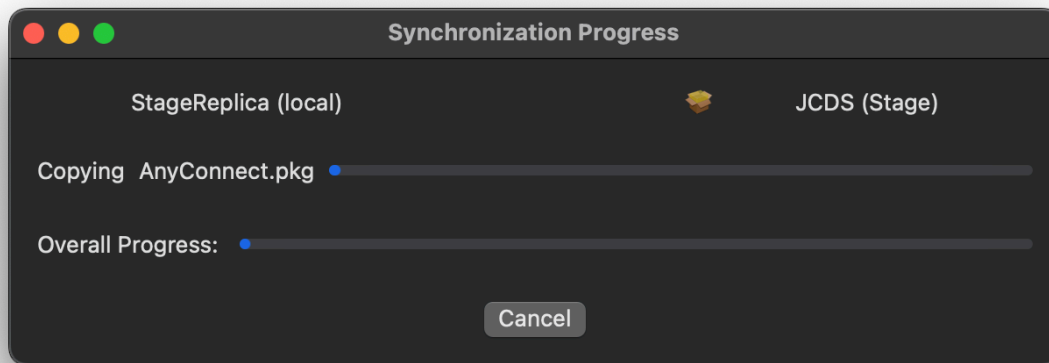 Synchronization Progress
StageReplica (local) JCDS (Stage)
Copying AnyConnect.pkg
Overall Progress:
Cancel